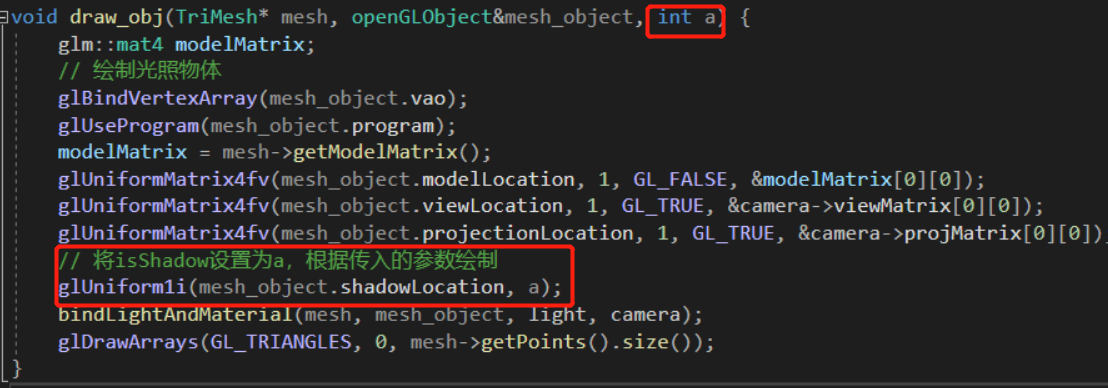 void draw_obj(TriMesh* mesh, openGLObject&mesh_object, int a) {
glm::mat4 modelMatrix;
// 绘制光照物体
glBindVertexArray(mesh_object.vao);
glUseProgram(mesh_object.program);
modelMatrix = mesh->getModelMatrix();
glUniformMatrix4fv(mesh_object.modelLocation, 1, GL_FALSE, &modelMatrix[0][0]);
glUniformMatrix4fv(mesh_object.viewLocation, 1, GL_TRUE, &camera->viewMatrix[0][0]);
glUniformMatrix4fv(mesh_object.projectionLocation, 1, GL_TRUE, &camera->projMatrix[0][0])
// 将isShadow设置为a，根据传入的参数绘制
glUniform1i(mesh_object.shadowLocation, a);
bindLightAndMaterial(mesh, mesh_object, light, camera);
glDrawArrays(GL_TRIANGLES, 0, mesh->getPoints().size());
}